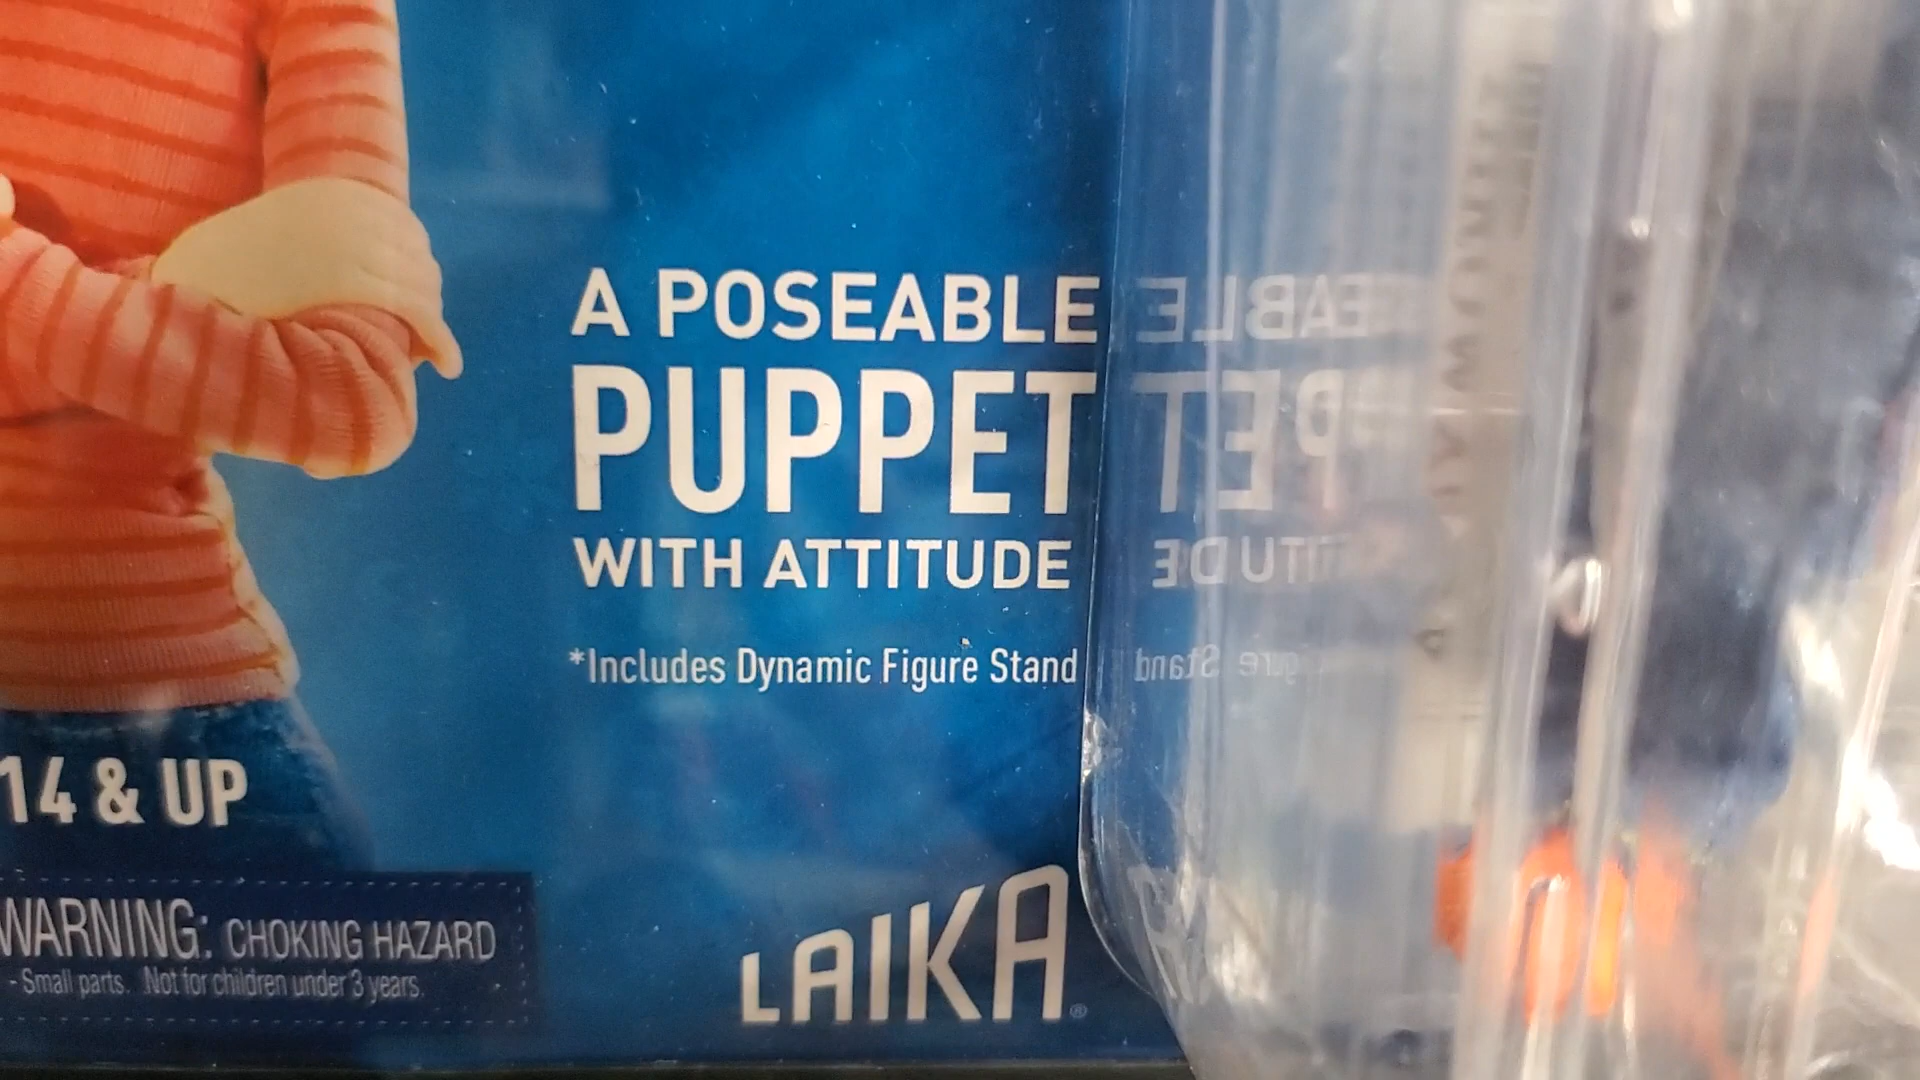 A POSEABLE
PUPPET
WITH ATTITUDE
*Includes Dynamic Figure Stand
14 & UP
WARNING: CHOKING HAZARD
- Small parts. Not for children under 3 years.
LAIKA®